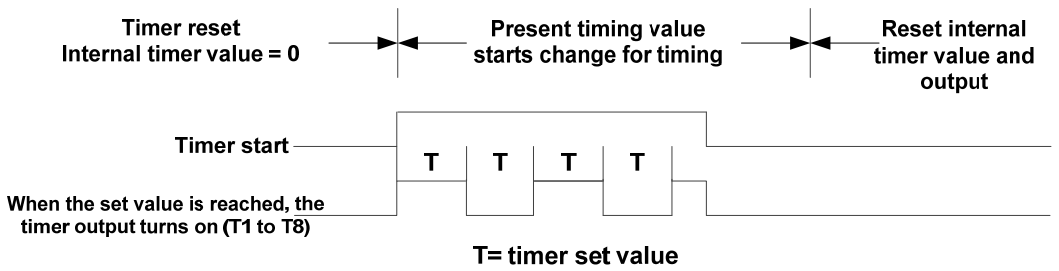 Timer reset
Internal timer value = 0
Present timing value
starts change for timing
Reset internal
timer value and
output
Timer start
T T T T
When the set value is reached, the
timer output turns on (T1 to T8)
T= timer set value